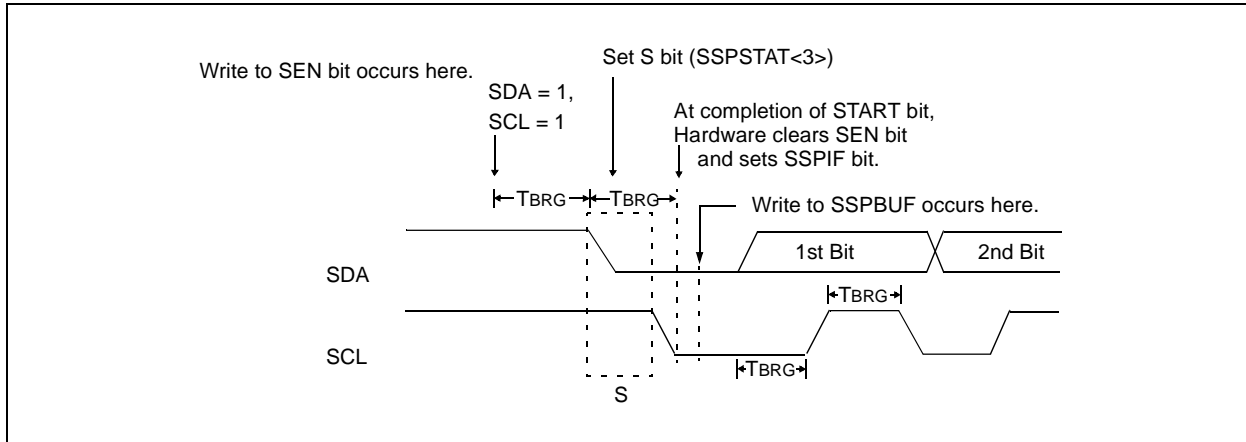 Set S bit (SSPSTAT<3>)
Write to SEN bit occurs here.
SDA = 1,
SCL = 1
At completion of START bit,
Hardware clears SEN bit
and sets SSPIF bit.
TBRG
TBRG
Write to SSPBUF occurs here.
SDA
1st Bit
2nd Bit
TBRG
SCL
TBRG
S